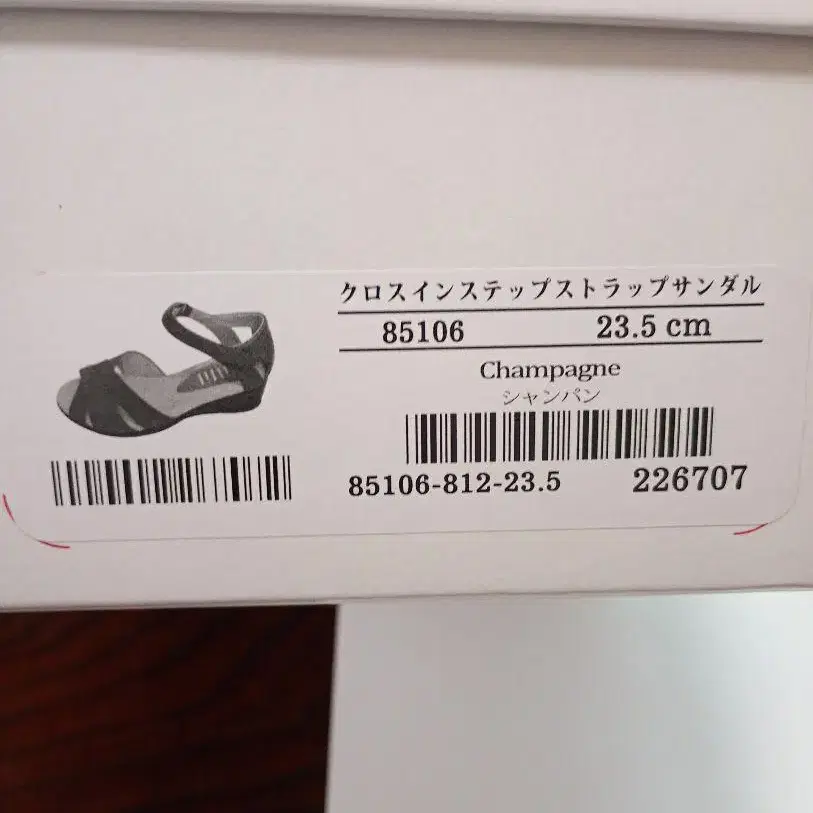 クロスインステップストラップサンダル
85106 23.5 cm
Champagne
シャンパン
85106-812-23.5 226707